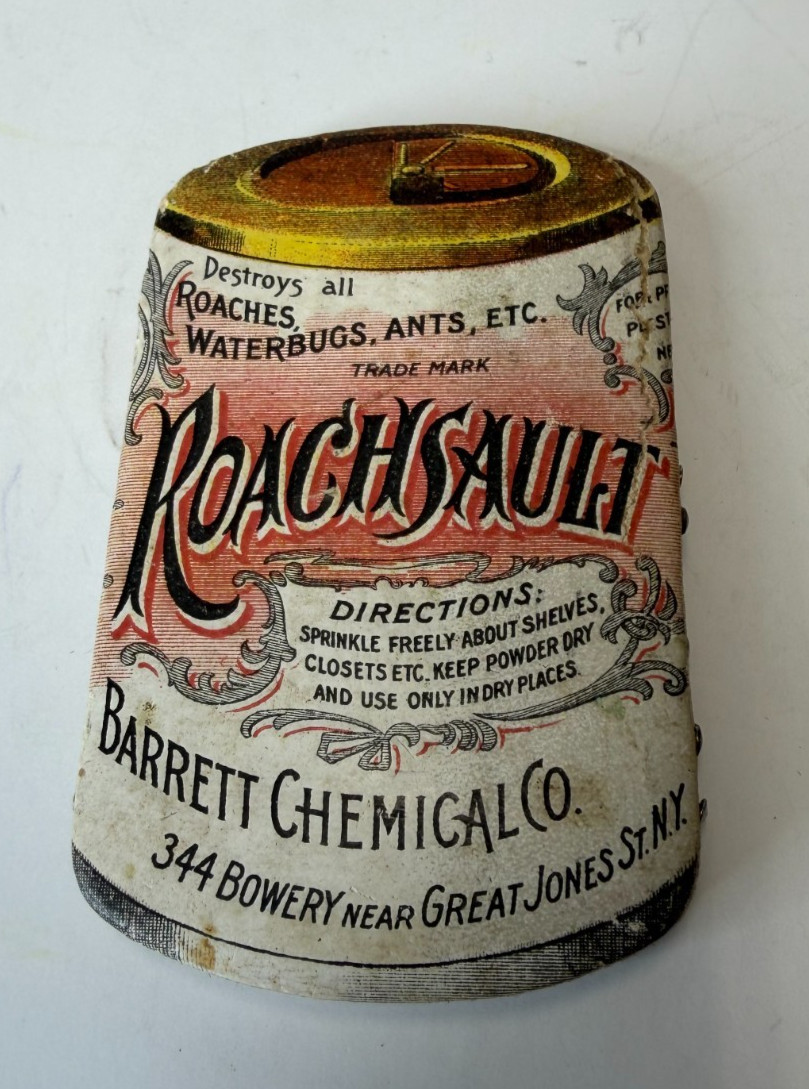 Destroys all
ROACHES,
WATERBUGS, ANTS, ETC.
TRADE MARK
ROACHSAULT
DIRECTIONS:
SPRINKLE FREELY ABOUT SHELVES,
CLOSETS ETC. KEEP POWDER DRY
AND USE ONLY IN DRY PLACES.
BARRETT CHEMICAL CO.
344 BOWERY NEAR GREAT JONES ST. N.Y.